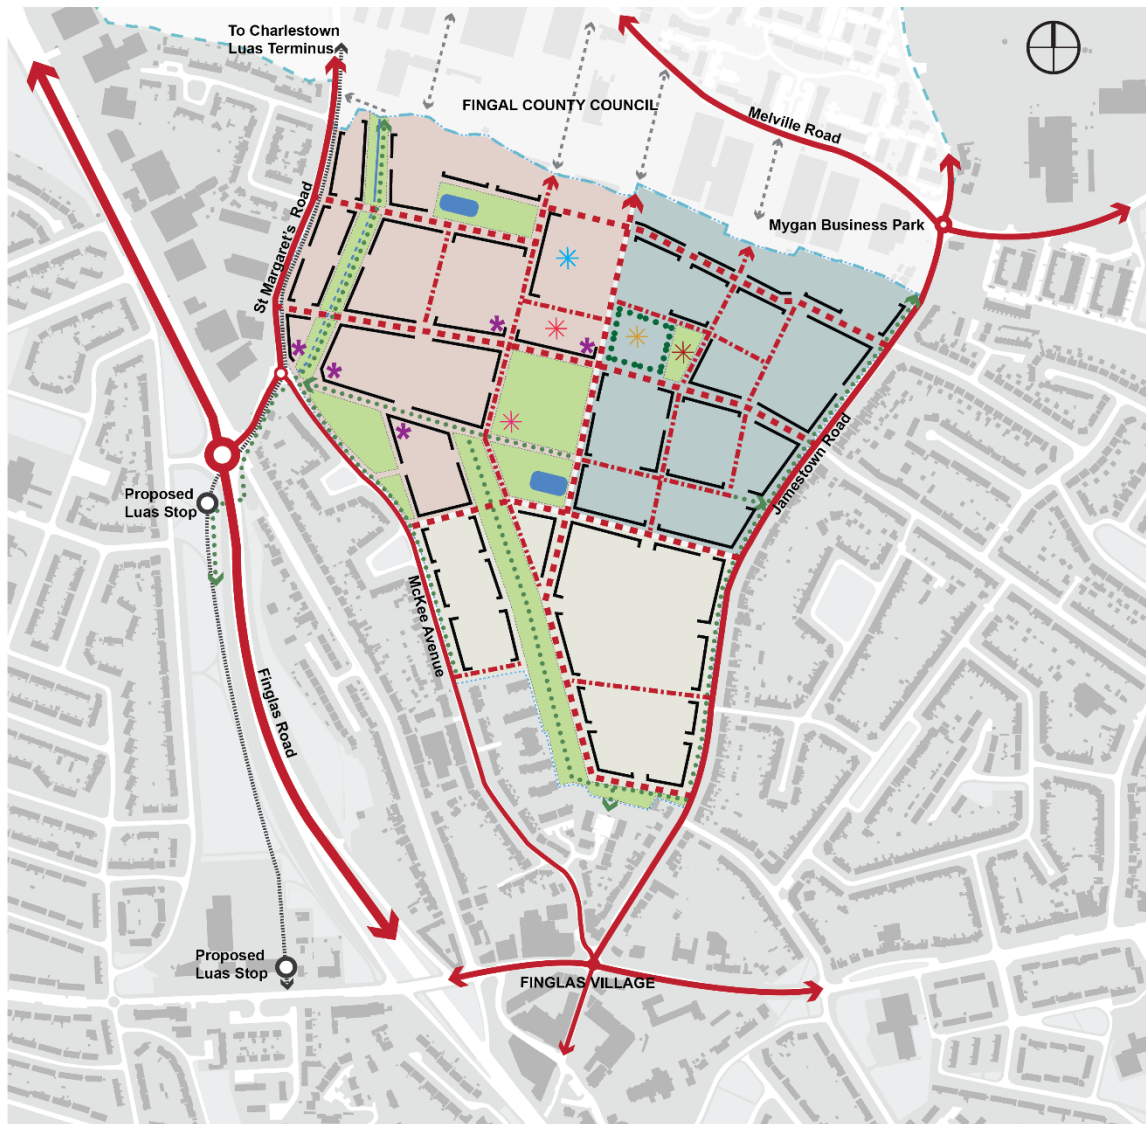 To Charlestown
Luas Terminus
FINGAL COUNTY COUNCIL
Melville Road
St Margaret's Road
Mygan Business Park
Proposed
Luas Stop
Jamestown Road
McKee Avenue
Finglas Road
Proposed
Luas Stop
FINGLAS VILLAGE